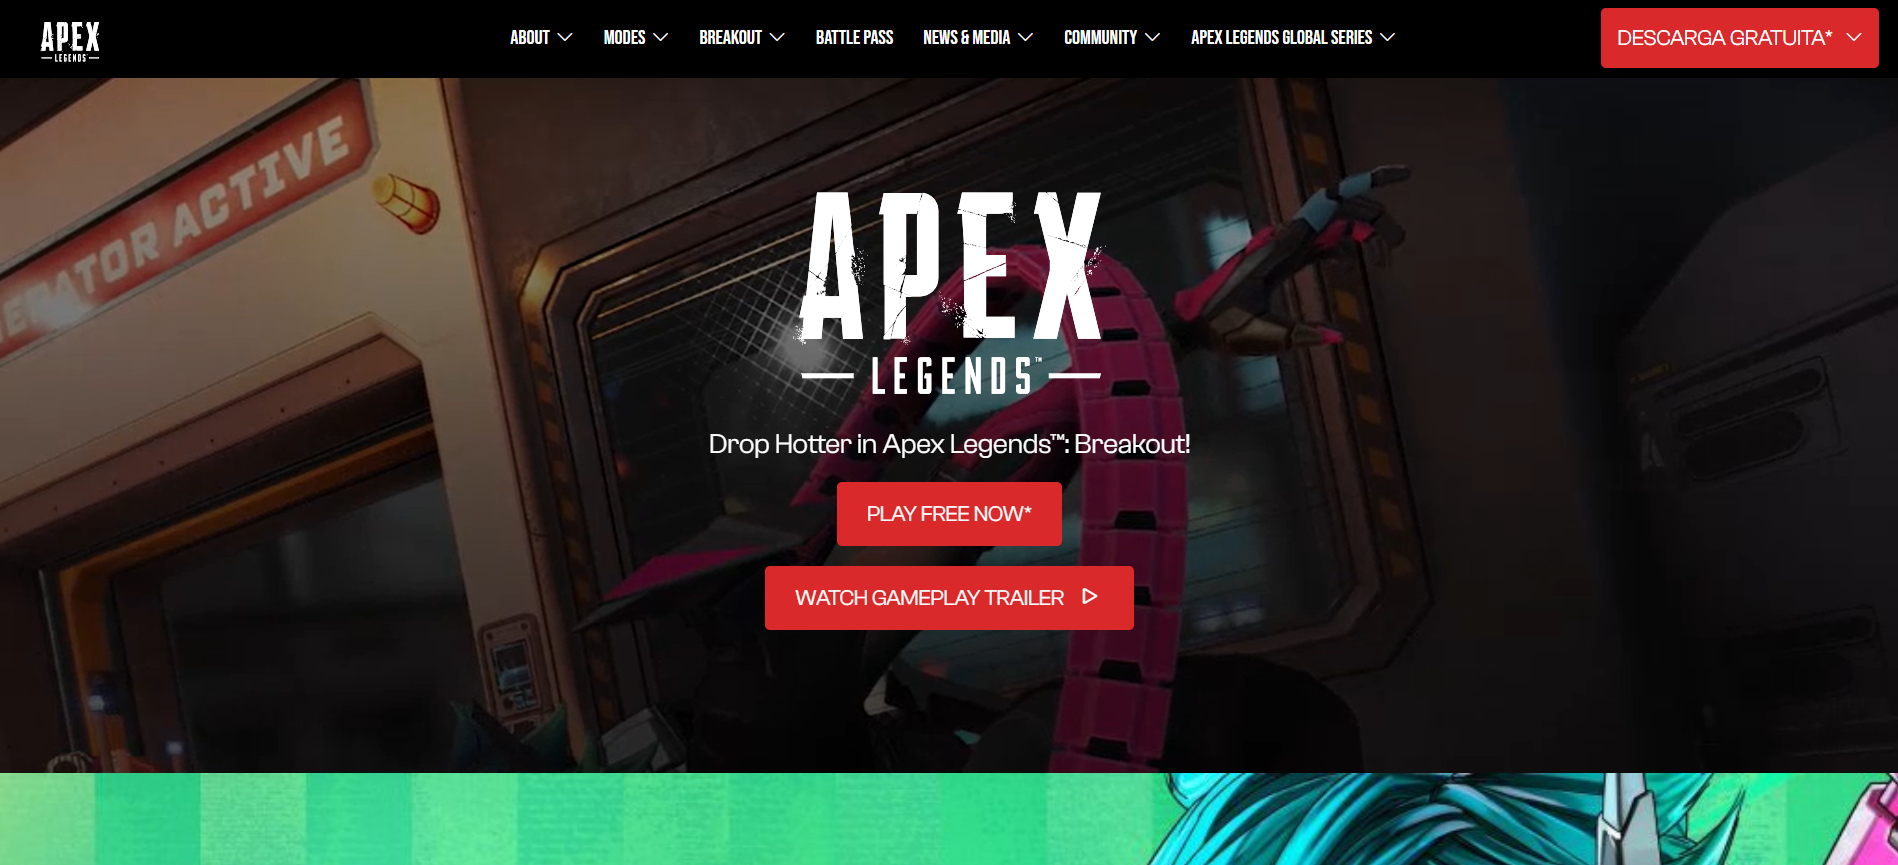 APEX
LEGENDS
ABOUT
MODES
BREAKOUT
BATTLE PASS
NEWS & MEDIA
COMMUNITY
APEX LEGENDS GLOBAL SERIES
DESCARGA GRATUITA*
ACTIVE
APEX
LEGENDS™
Drop Hotter in Apex Legends™: Breakout!
PLAY FREE NOW*
WATCH GAMEPLAY TRAILER